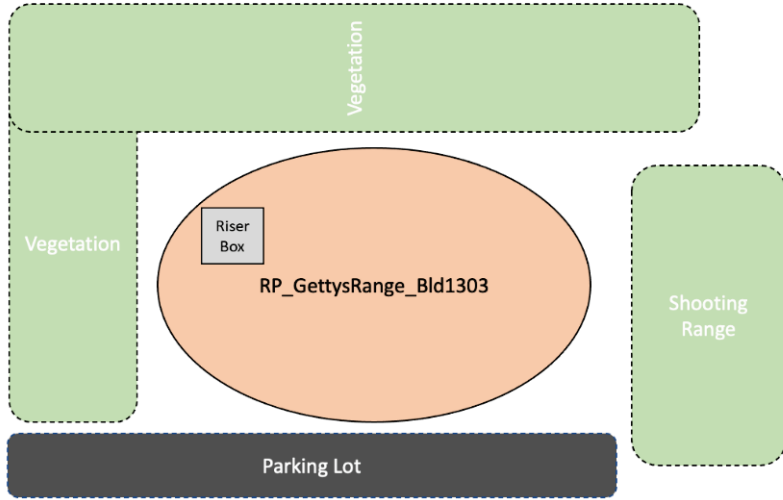 Vegetation
Vegetation
Riser
Box
RP_GettysRange_Bld1303
Shooting
Range
Parking Lot